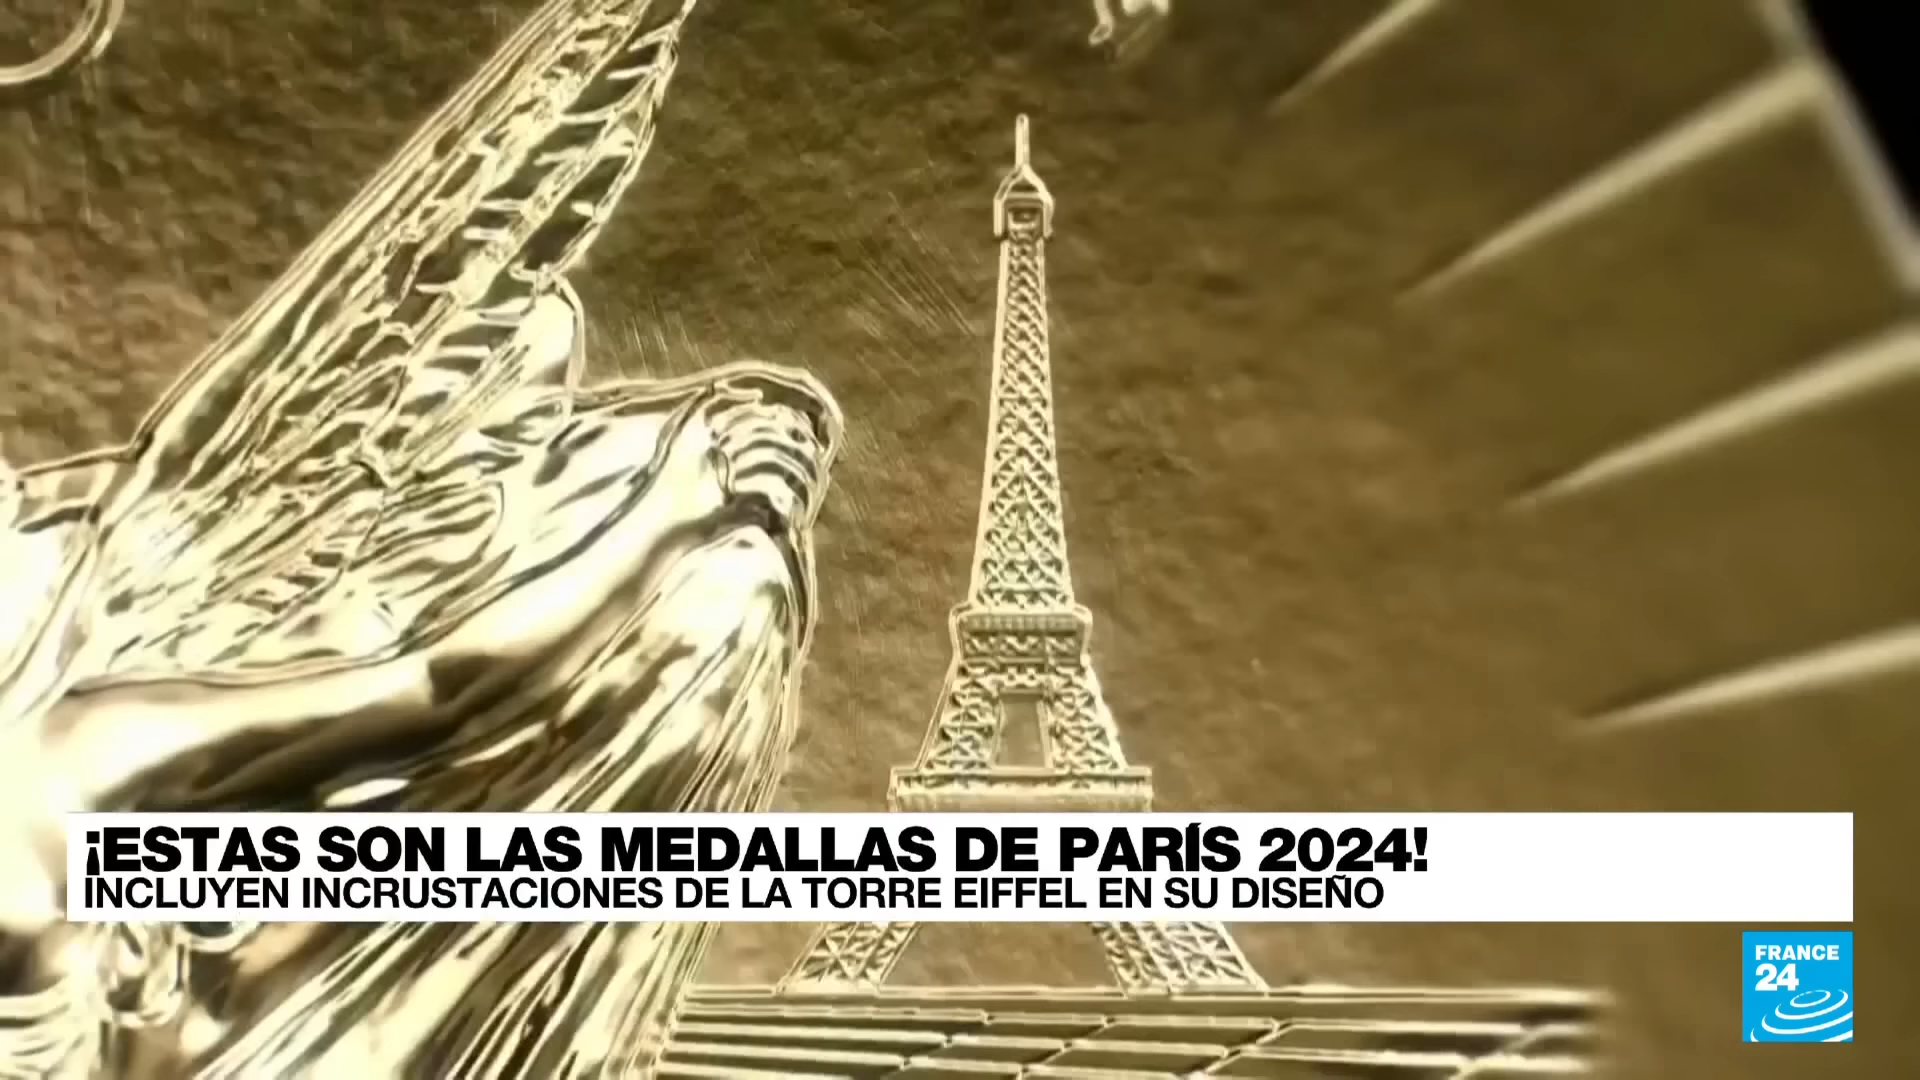 ¡ESTAS SON LAS MEDALLAS DE PARÍS 2024!
INCLUYEN INCRUSTACIONES DE LA TORRE EIFFEL EN SU DISEÑO
FRANCE
24